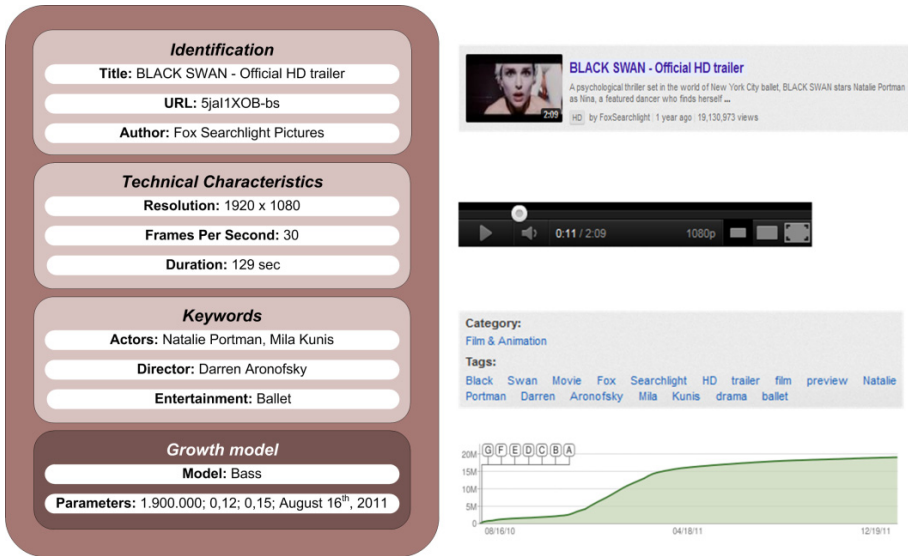 Identification
Title: BLACK SWAN - Official HD trailer
URL: 5jaI1XOB-bs
Author: Fox Searchlight Pictures
Technical Characteristics
Resolution: 1920 x 1080
Frames Per Second: 30
Duration: 129 sec
Keywords
Actors: Natalie Portman, Mila Kunis
Director: Darren Aronofsky
Entertainment: Ballet
Growth model
Model: Bass
Parameters: 1.900.000; 0,12; 0,15; August 16th, 2011
BLACK SWAN - Official HD trailer
A psychological thriller set in the world of New York City ballet, BLACK SWAN stars Natalie Portman
as Nina, a featured dancer who finds herself ...
2:09
HD by FoxSearchlight 1 year ago 19,130,973 views
0:11 / 2:09 1080p
Category:
Film & Animation
Tags:
Black Swan Movie Fox Searchlight HD trailer film preview Natalie
Portman Darren Aronofsky Mila Kunis drama ballet
G F E D C B A
20M
15M
10M
5M
0
08/16/10 04/18/11 12/19/11